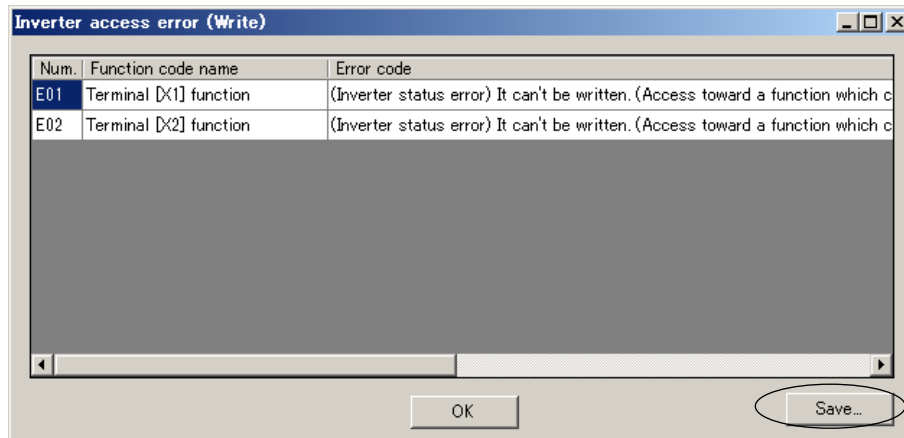 Inverter access error (Write)
Num. Function code name Error code
E01 Terminal [X1] function (Inverter status error) It can't be written. (Access toward a function which c
E02 Terminal [X2] function (Inverter status error) It can't be written. (Access toward a function which c
OK Save...